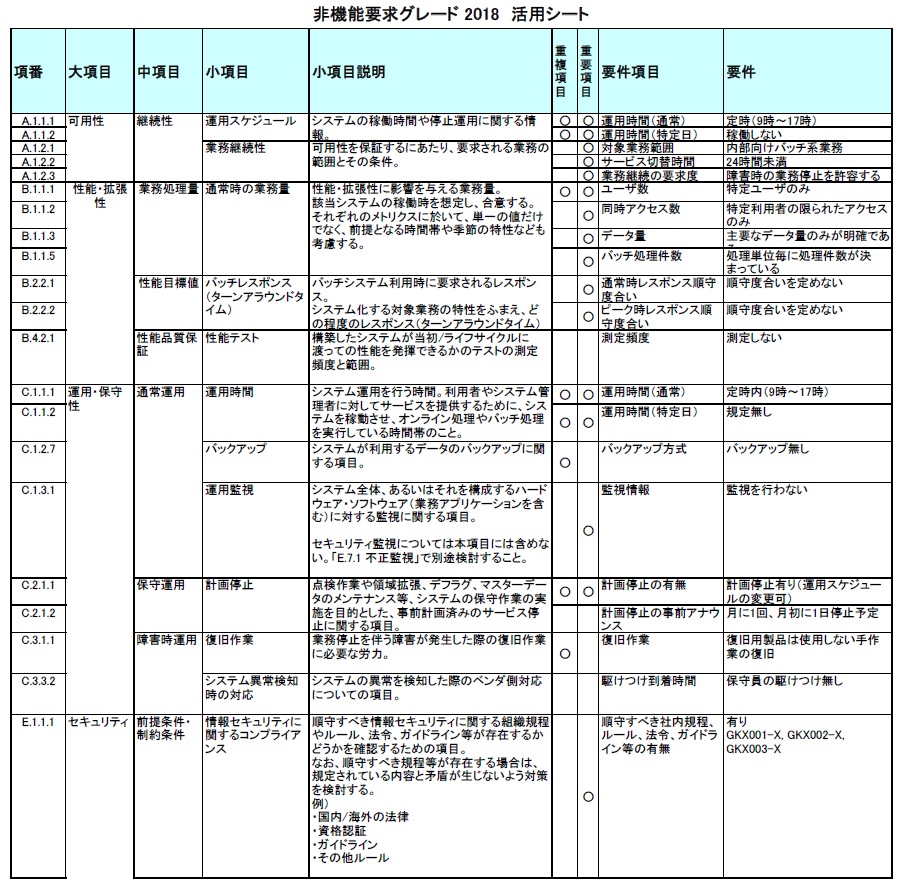 非機能要求グレード 2018 活用シート
項番 大項目 中項目 小項目 小項目説明 重複項目 重要項目 要件項目 要件
A.1.1.1 可用性 継続性 運用スケジュール システムの稼働時間や停止運用に関する情報。 ○ ○ 運用時間(通常) 定時(9時～17時)
A.1.1.2 ○ ○ 運用時間(特定日) 稼働しない
A.1.2.1 業務継続性 可用性を保証するにあたり、要求される業務の範囲とその条件。 ○ 対象業務範囲 内部向けバッチ系業務
A.1.2.2 ○ サービス切替時間 24時間未満
A.1.2.3 ○ 業務継続の要求度 障害時の業務停止を許容する
B.1.1.1 性能・拡張性 業務処理量 通常時の業務量 性能・拡張性に影響を与える業務量。
該当システムの稼働時を想定し、合意する。
それぞれのメトリクスに於いて、単一の値だけでなく、前提となる時間帯や季節の特性なども考慮する。 ○ ○ ユーザ数 特定ユーザのみ
B.1.1.2 ○ 同時アクセス数 特定利用者の限られたアクセスのみ
B.1.1.3 ○ データ量 主要なデータ量のみが明確であ
B.1.1.5 ○ バッチ処理件数 処理単位毎に処理件数が決まっている
B.2.2.1 性能目標値 バッチレスポンス(ターンアラウンドタイム) バッチシステム利用時に要求されるレスポンス。
システム化する対象業務の特性をふまえ、どの程度のレスポンス(ターンアラウンドタイム) ○ 通常時レスポンス順守度合い 順守度合いを定めない
B.2.2.2 ○ ピーク時レスポンス順守度合い 順守度合いを定めない
B.4.2.1 性能品質保証 性能テスト 構築したシステムが当初/ライフサイクルに渡っての性能を発揮できるかのテストの測定頻度と範囲。 測定頻度 測定しない
C.1.1.1 運用・保守性 通常運用 運用時間 システム運用を行う時間。利用者やシステム管理者に対してサービスを提供するために、システムを稼動させ、オンライン処理やバッチ処理を実行している時間帯のこと。 ○ ○ 運用時間(通常) 定時内(9時～17時)
C.1.1.2 ○ ○ 運用時間(特定日) 規定無し
C.1.2.7 バックアップ システムが利用するデータのバックアップに関する項目。 ○ バックアップ方式 バックアップ無し
C.1.3.1 運用監視 システム全体、あるいはそれを構成するハードウェア・ソフトウェア(業務アプリケーションを含む)に対する監視に関する項目。
セキュリティ監視については本項目には含めない。「E.7.1 不正監視」で別途検討すること。 ○ 監視情報 監視を行わない
C.2.1.1 保守運用 計画停止 点検作業や領域拡張、デフラグ、マスターデータのメンテナンス等、システムの保守作業の実施を目的とした、事前計画済みのサービス停止に関する項目。 ○ ○ 計画停止の有無 計画停止有り(運用スケジュールの変更可)
C.2.1.2 計画停止の事前アナウンス 月に1回、月初に1日停止予定
C.3.1.1 障害時運用 復旧作業 業務停止を伴う障害が発生した際の復旧作業に必要な労力。 ○ 復旧作業 復旧用製品は使用しない手作業の復旧
C.3.3.2 システム異常検知時の対応 システムの異常を検知した際のベンダ側対応についての項目。 駆けつけ到着時間 保守員の駆けつけ無し
E.1.1.1 セキュリティ 前提条件・制約条件 情報セキュリティに関するコンプライアンス 順守すべき情報セキュリティに関する組織規程やルール、法令、ガイドライン等が存在するかどうかを確認するための項目。
なお、順守すべき規程等が存在する場合は、規定されている内容と矛盾が生じないよう対策を検討する。
例)
・国内/海外の法律
・資格認証
・ガイドライン
・その他ルール ○ 順守すべき社内規程、ルール、法令、ガイドライン等の有無 有り
GKX001-X, GKX002-X,
GKX003-X